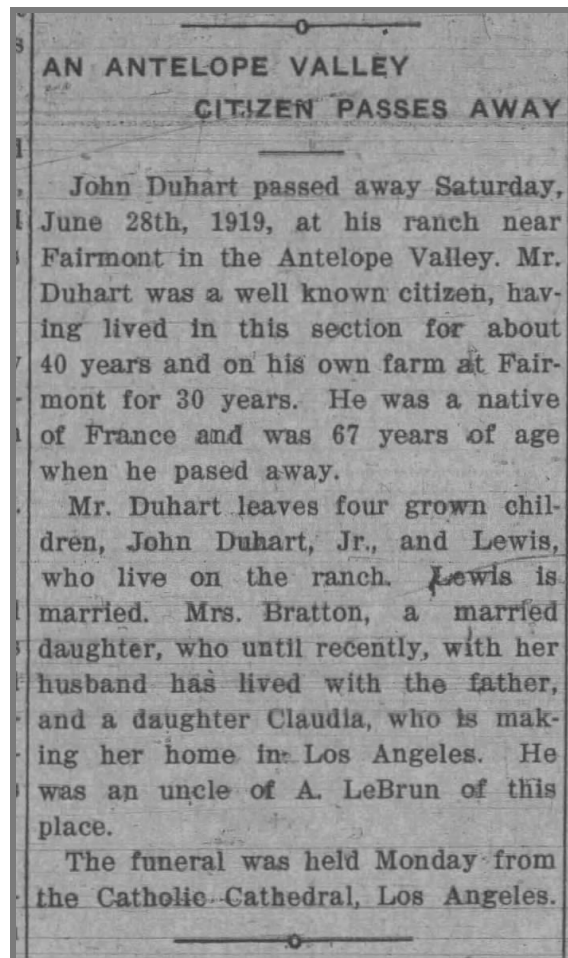 AN ANTELOPE VALLEY
CITIZEN PASSES AWAY
John Duhart passed away Saturday,
June 28th, 1919, at his ranch near
Fairmont in the Antelope Valley. Mr.
Duhart was a well known citizen, hav-
ing lived in this section for about
40 years and on his own farm at Fair-
mont for 30 years. He was a native
of France and was 67 years of age
when he pased away.
Mr. Duhart leaves four grown chil-
dren, John Duhart, Jr., and Lewis,
who live on the ranch. Lewis is
married. Mrs. Bratton, a married
daughter, who until recently, with her
husband has lived with the father,
and a daughter Claudia, who is mak-
ing her home in Los Angeles. He
was an uncle of A. LeBrun of this
place.
The funeral was held Monday from
the Catholic Cathedral, Los Angeles.